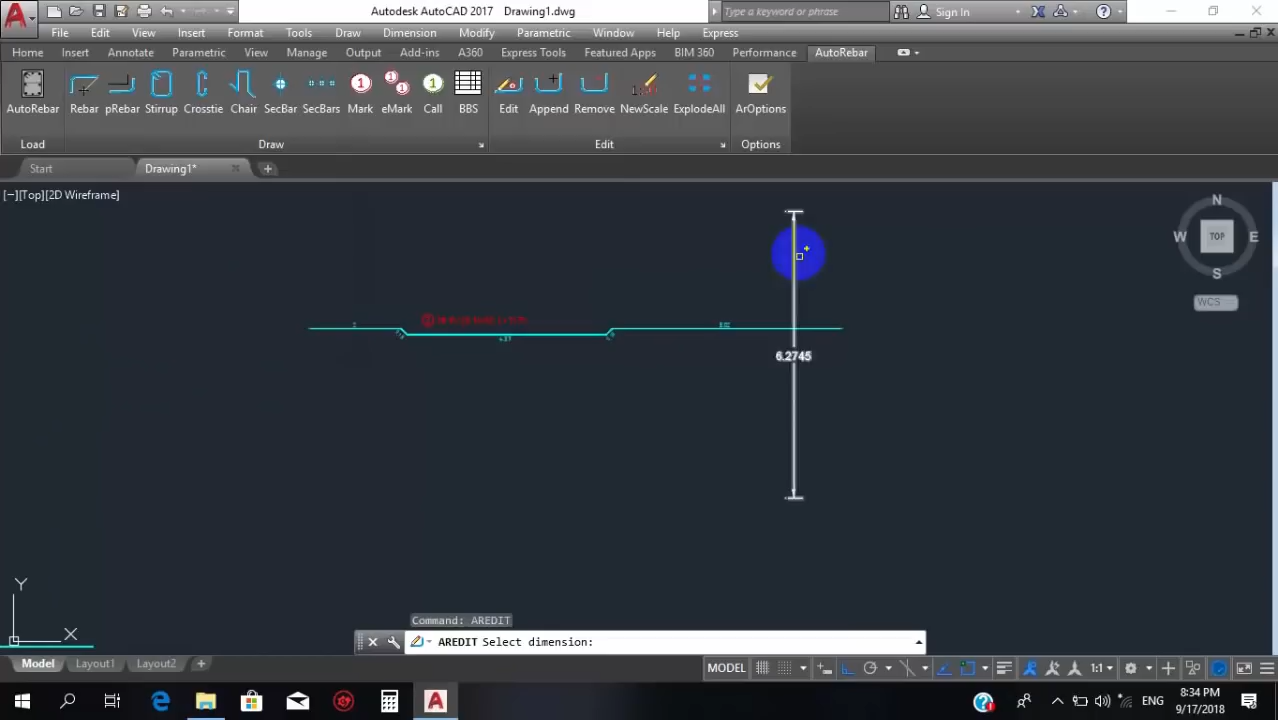 Autodesk AutoCAD 2017 Drawing1.dwg
Type a keyword or phrase
Sign In
File Edit View Insert Format Tools Draw Dimension Modify Parametric Window Help Express
Home Insert Annotate Parametric View Manage Output Add-ins A360 Express Tools Featured Apps BIM 360 Performance AutoRebar
AutoRebar Rebar pRebar Stirrup Crosstie Chair SecBar SecBars Mark eMark Call BBS Edit Append Remove NewScale ExplodeAll ArOptions
Load Draw Edit Options
Start Drawing1*
[−][Top][2D Wireframe]
N
W TOP E
S
WCS
6.2745
Y
X
Command: AREDIT
AREDIT Select dimension:
Model Layout1 Layout2
MODEL
1:1
ENG
8:34 PM
9/17/2018